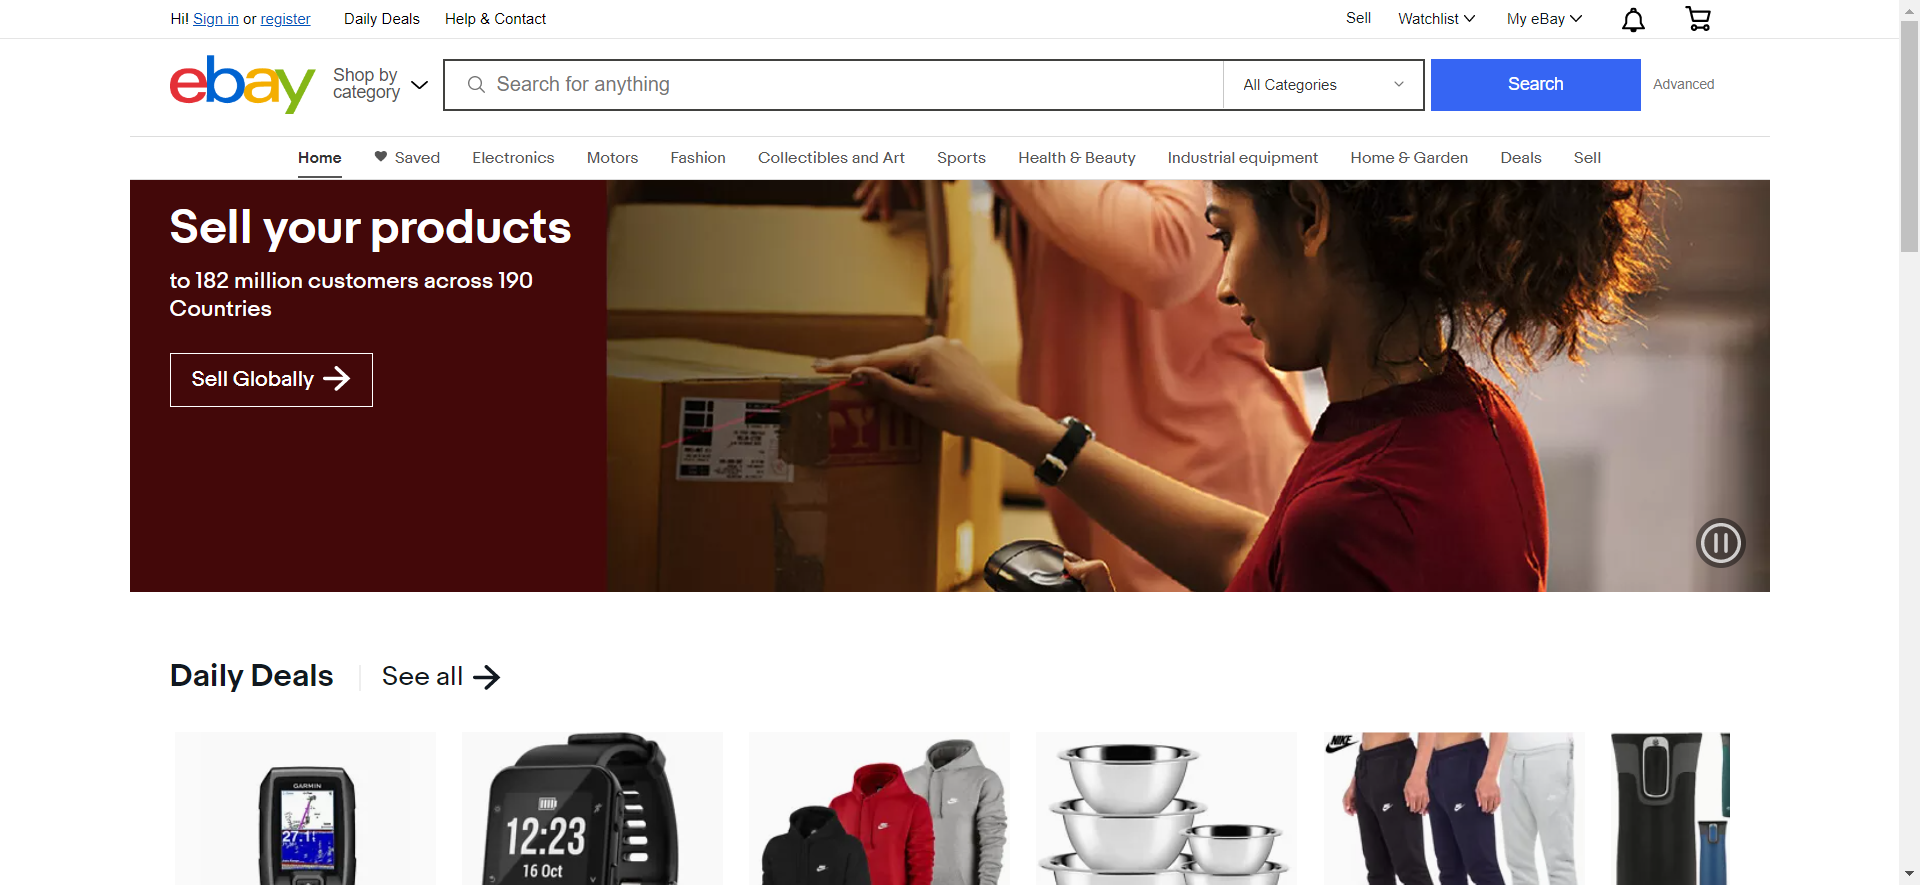 Hi! Sign in or register
Daily Deals
Help & Contact
Sell
Watchlist
My eBay
ebay
Shop by
category
Search for anything
All Categories
Search
Advanced
Home
Saved
Electronics
Motors
Fashion
Collectibles and Art
Sports
Health & Beauty
Industrial equipment
Home & Garden
Deals
Sell
Sell your products
to 182 million customers across 190
Countries
Sell Globally
Daily Deals
See all
GARMIN
27.1
12:23
16 Oct
NIKE